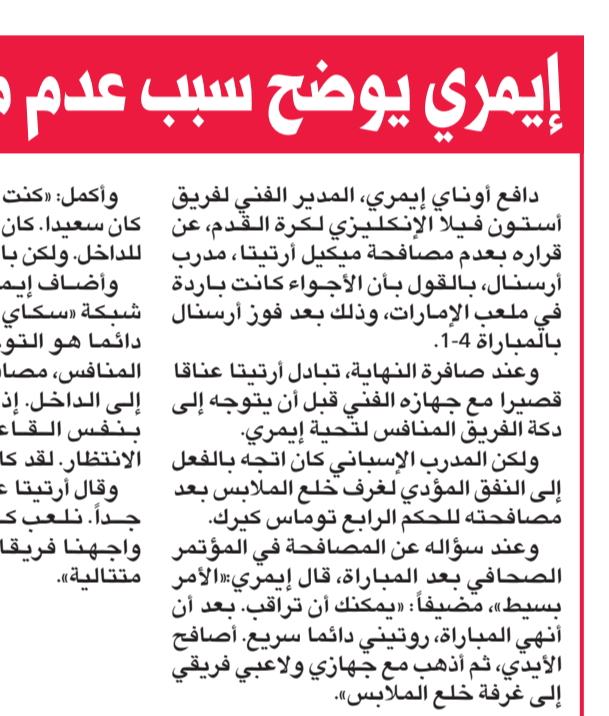 إيمري يوضح سبب عدم
دافع أوناي إيمري، المدير الفني لفريق
أستون فيلا الإنكليزي لكرة القدم، عن
قراره بعدم مصافحة ميكيل أرتيتا، مدرب
أرسنال، بالقول بأن الأجواء كانت باردة
في ملعب الإمارات، وذلك بعد فوز أرسنال
بالمباراة 4-1.
وعند صافرة النهاية، تبادل أرتيتا عناقا
قصيرا مع جهازه الفني قبل أن يتوجه إلى
دكة الفريق المنافس لتحية إيمري.
ولكن المدرب الإسباني كان اتجه بالفعل
إلى النفق المؤدي لغرف خلع الملابس بعد
مصافحته للحكم الرابع توماس كيرك.
وعند سؤاله عن المصافحة في المؤتمر
الصحافي بعد المباراة، قال إيمري:«الأمر
بسيط»، مضيفاً: «يمكنك أن تراقب. بعد أن
أنهي المباراة، روتيني دائما سريع. أصافح
الأيدي، ثم أذهب مع جهازي ولاعبي فريقي
إلى غرفة خلع الملابس».
وأكمل: «كنت
كان سعيدا. كان
للداخل. ولكن
وأضاف
شبكة «سكاي
دائما هو
المنافس،
إلى الداخل. إذ
بنفس
الانتظار. لقد
وقال أرتيتا
جداً. نلعب
واجهنا فريقا
متتالية».